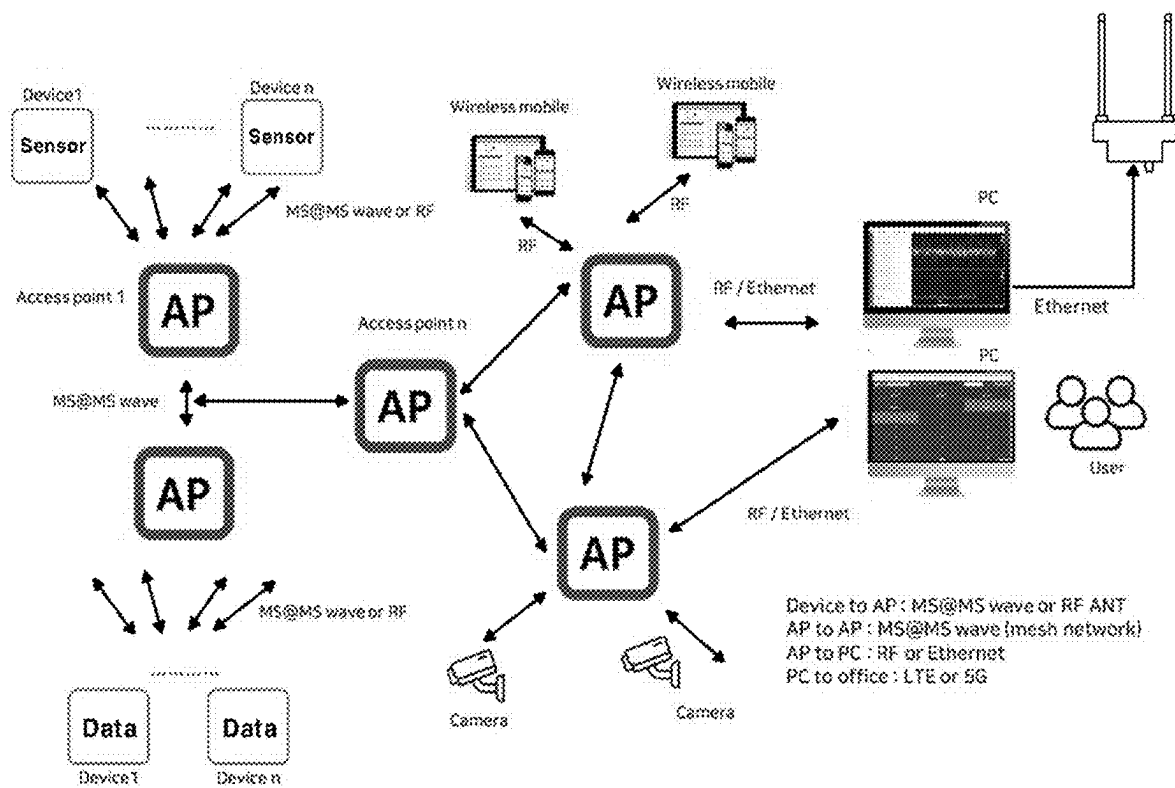 Device1
Device n
Sensor
Sensor
MS@MS wave or RF
Wireless mobile
Wireless mobile
RF
RF
PC
Access point 1
AP
Access point n
AP
AP
RF / Ethernet
Ethernet
PC
MS@MS wave
AP
User
AP
RF / Ethernet
MS@MS wave or RF
Device to AP : MS@MS wave or RF ANT
AP to AP : MS@MS wave (mesh network)
AP to PC : RF or Ethernet
PC to office : LTE or 5G
Camera
Camera
Data
Data
Device1
Device n